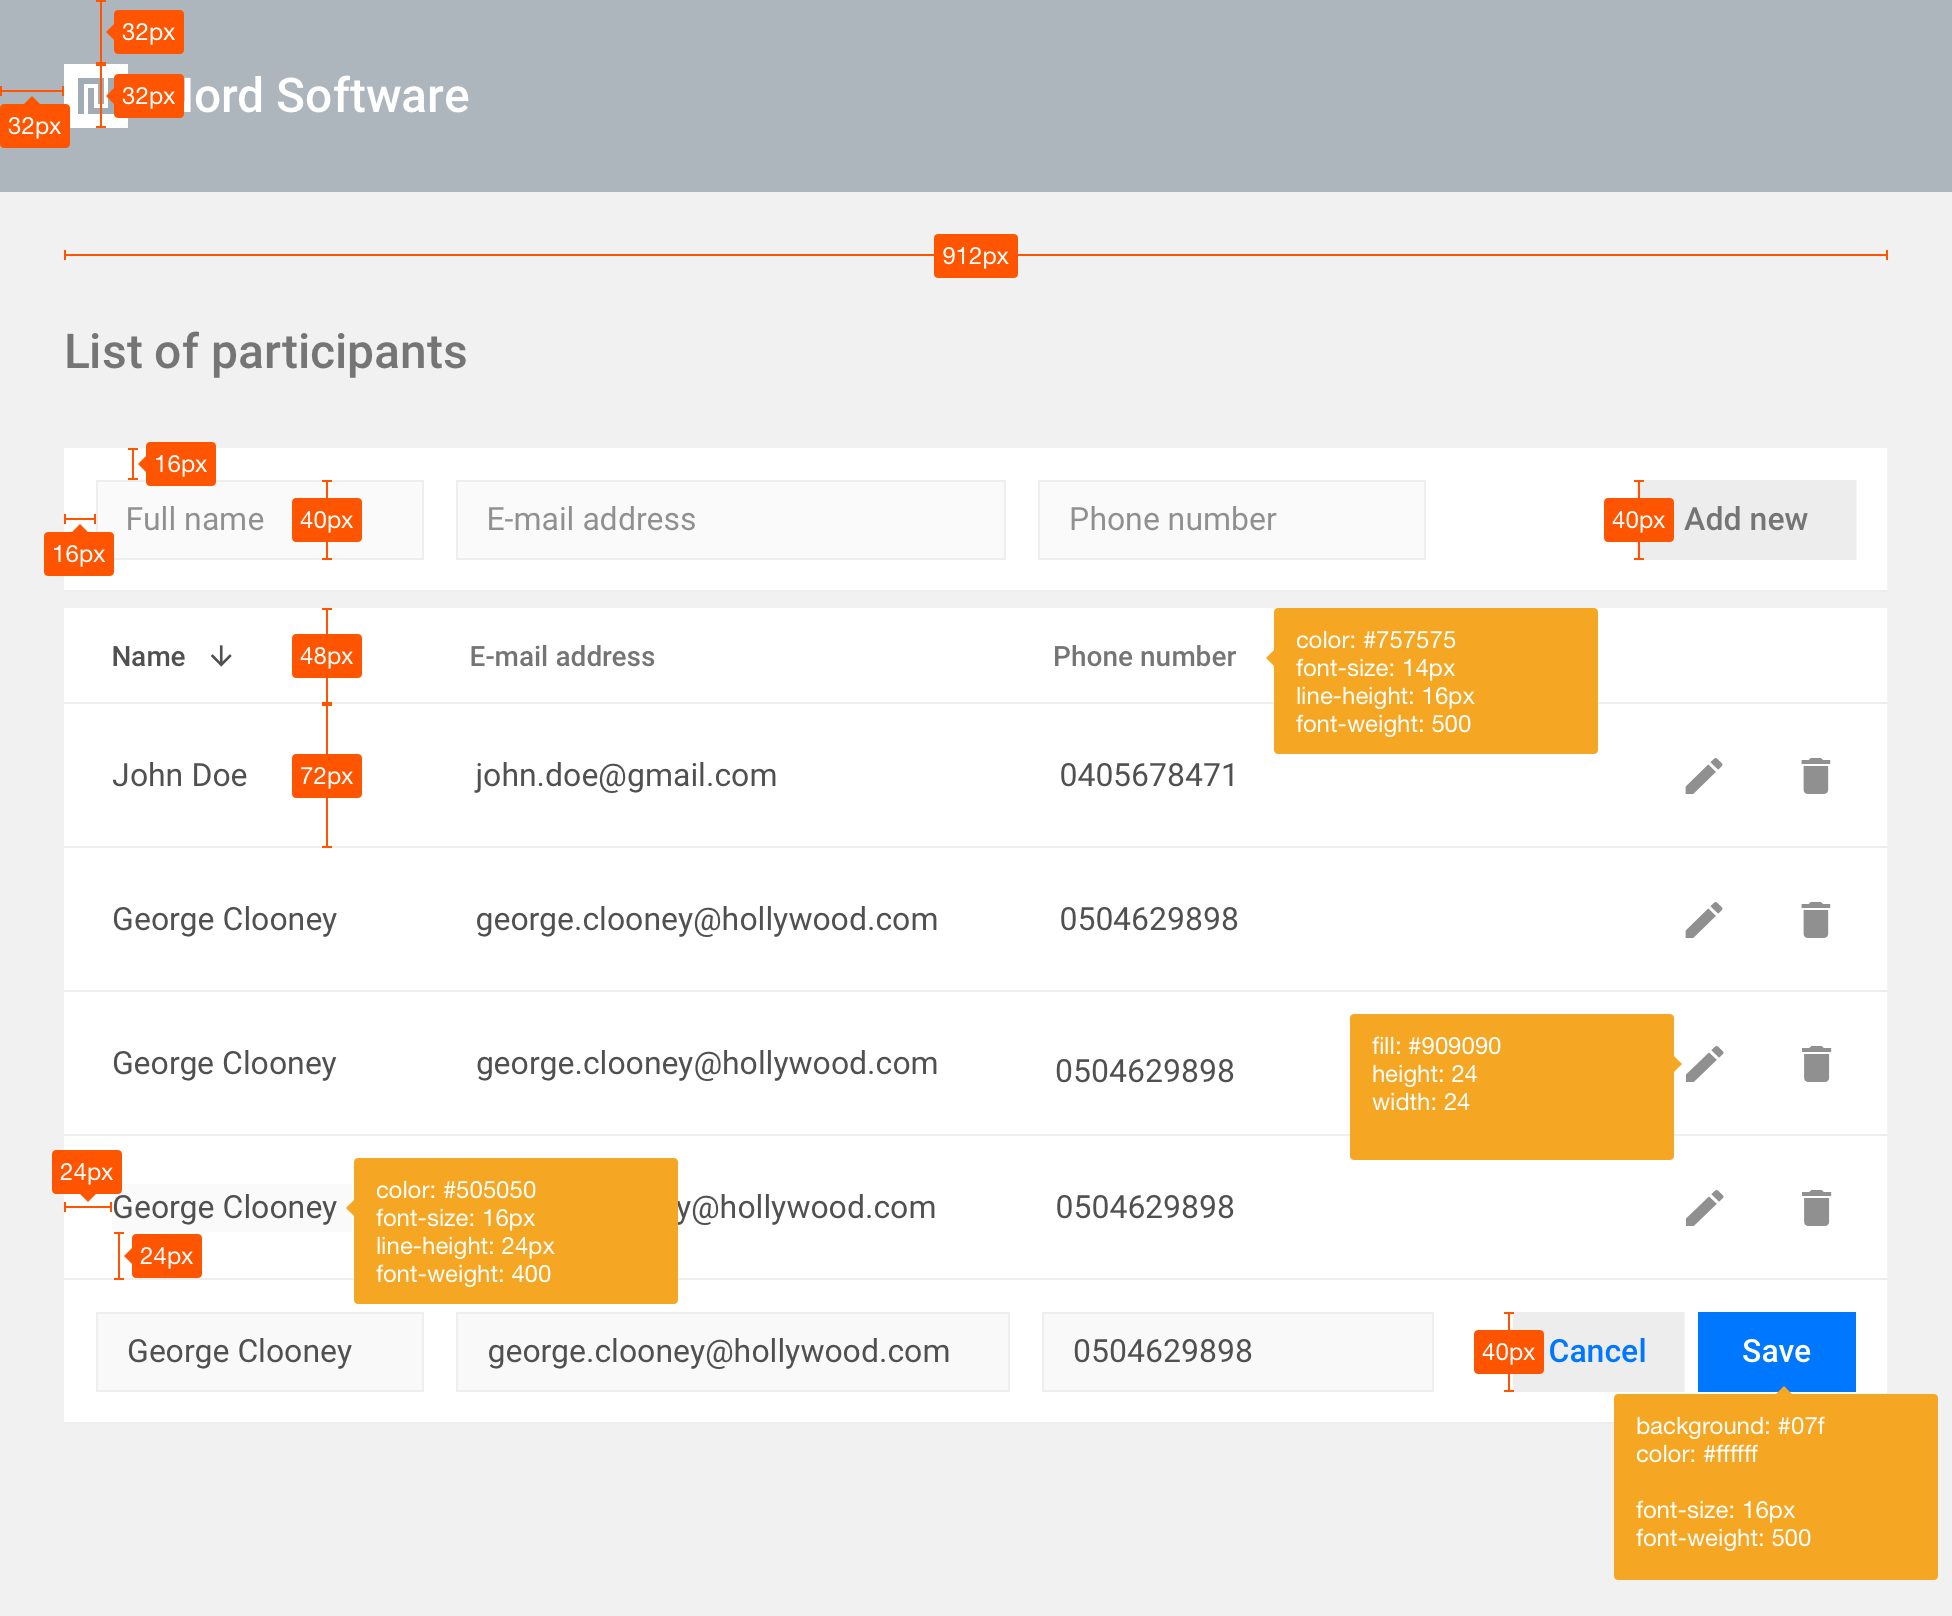 32px
32px
ord Software
32px
912px
List of participants
16px
Full name
40px
E-mail address
Phone number
40px
Add new
16px
Name
48px
E-mail address
Phone number
color: #757575
font-size: 14px
line-height: 16px
font-weight: 500
John Doe
72px
john.doe@gmail.com
0405678471
George Clooney
george.clooney@hollywood.com
0504629898
George Clooney
george.clooney@hollywood.com
0504629898
fill: #909090
height: 24
width: 24
24px
George Clooney
color: #505050
font-size: 16px
line-height: 24px
font-weight: 400
y@hollywood.com
0504629898
24px
George Clooney
george.clooney@hollywood.com
0504629898
40px
Cancel
Save
background: #07f
color: #ffffff
font-size: 16px
font-weight: 500